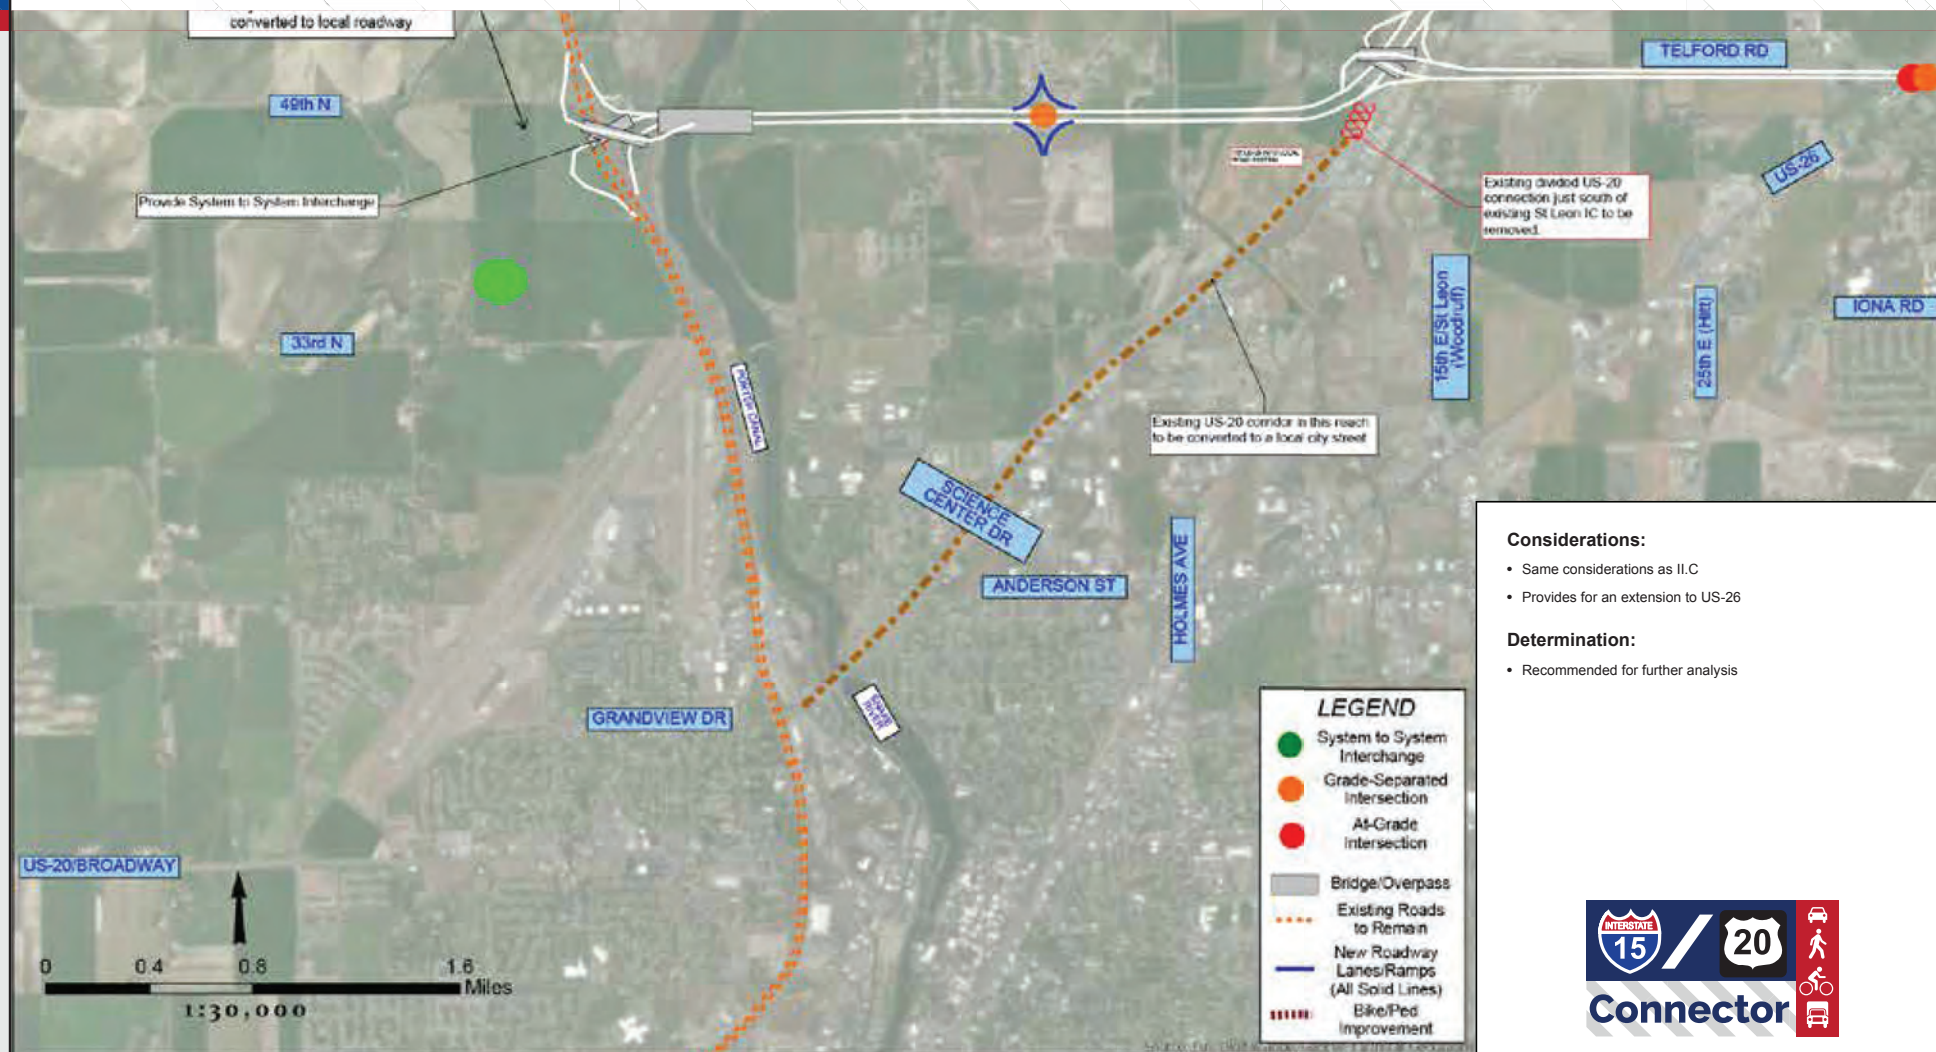 converted to local roadway
49th N
TELFORD RD
US-26
Provide System to System Interchange
Existing divided US-20
connection just south of
existing St Leon IC to be
removed.
33rd N
15th E/St Leon
(Woodruff)
25th E (Hitt)
IONA RD
PORTER CANAL
Existing US-20 corridor in this reach
to be converted to a local city street
SCIENCE
CENTER DR
ANDERSON ST
HOLMES AVE
SNAKE
RIVER
GRANDVIEW DR
US-20/BROADWAY
0 0.4 0.8 1.6
Miles
1:30,000
LEGEND
System to System
Interchange
Grade-Separated
Intersection
At-Grade
Intersection
Bridge/Overpass
Existing Roads
to Remain
New Roadway
Lanes/Ramps
(All Solid Lines)
Bike/Ped
Improvement
Considerations:
• Same considerations as II.C
• Provides for an extension to US-26
Determination:
• Recommended for further analysis
INTERSTATE
15 / 20
Connector